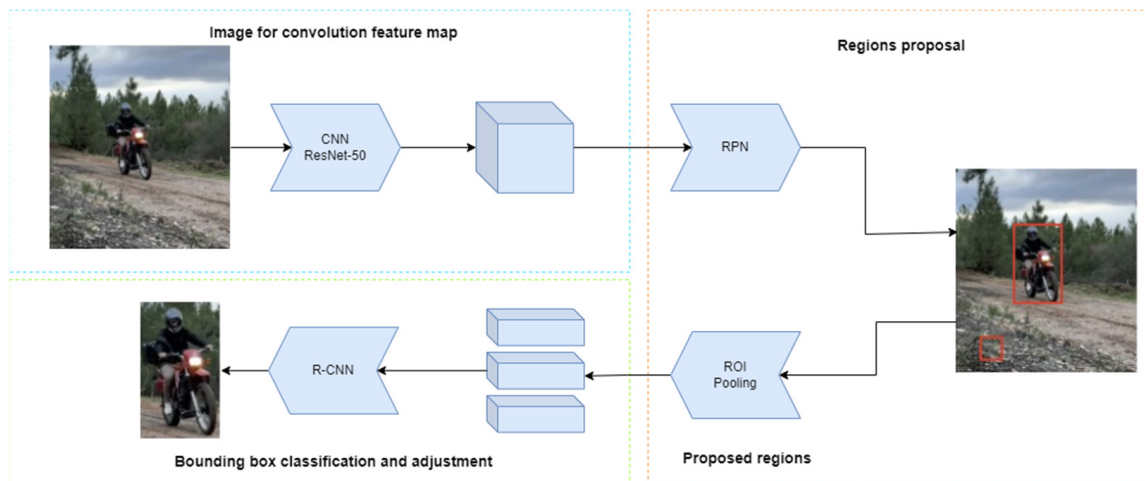 Image for convolution feature map
Regions proposal
CNN
ResNet-50
RPN
R-CNN
ROI
Pooling
Bounding box classification and adjustment
Proposed regions